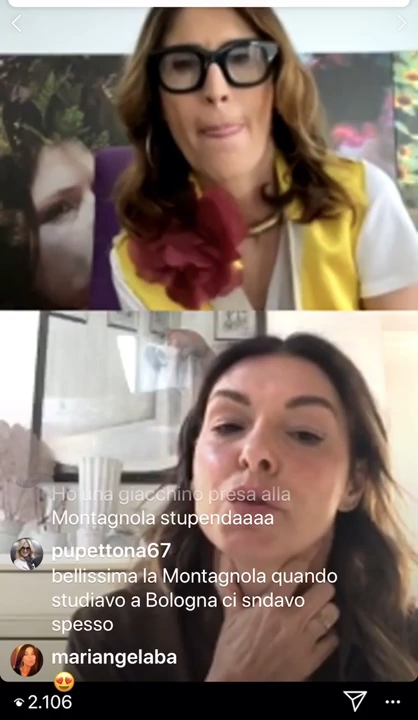 Ho una giacchino presa alla
Montagnola stupendaaaa
pupettona67
bellissima la Montagnola quando
studiavo a Bologna ci sndavo
spesso
mariangelaba
😍
2.106